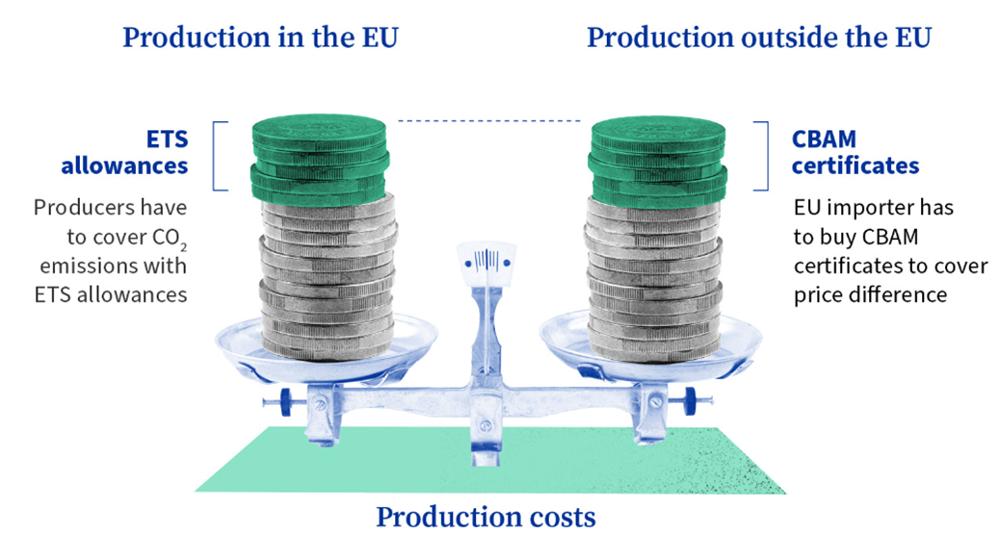 Production in the EU
Production outside the EU
ETS
allowances
Producers have
to cover CO₂
emissions with
ETS allowances
CBAM
certificates
EU importer has
to buy CBAM
certificates to cover
price difference
Production costs